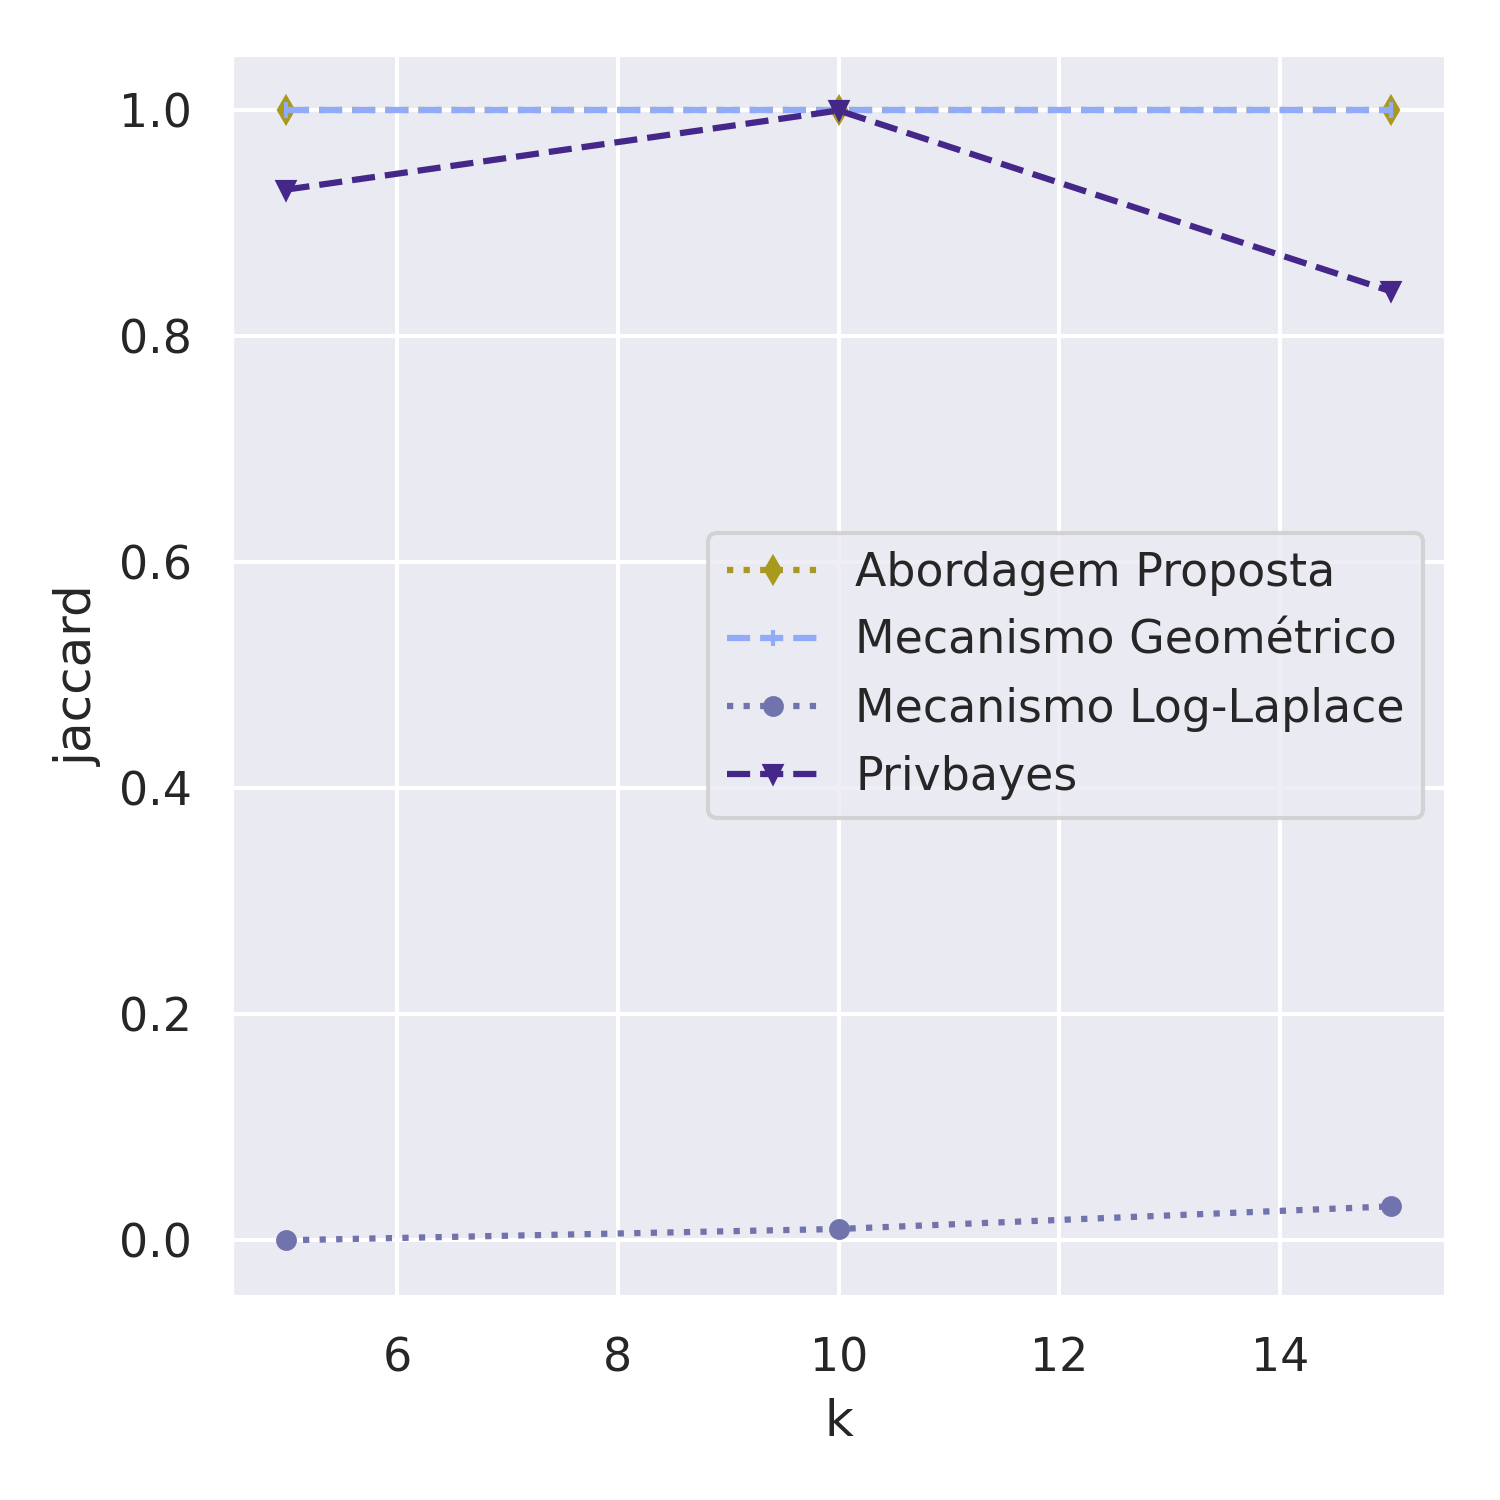 1.0
0.8
0.6
0.4
0.2
0.0
jaccard
Abordagem Proposta
Mecanismo Geométrico
Mecanismo Log-Laplace
Privbayes
6 8 10 12 14
k